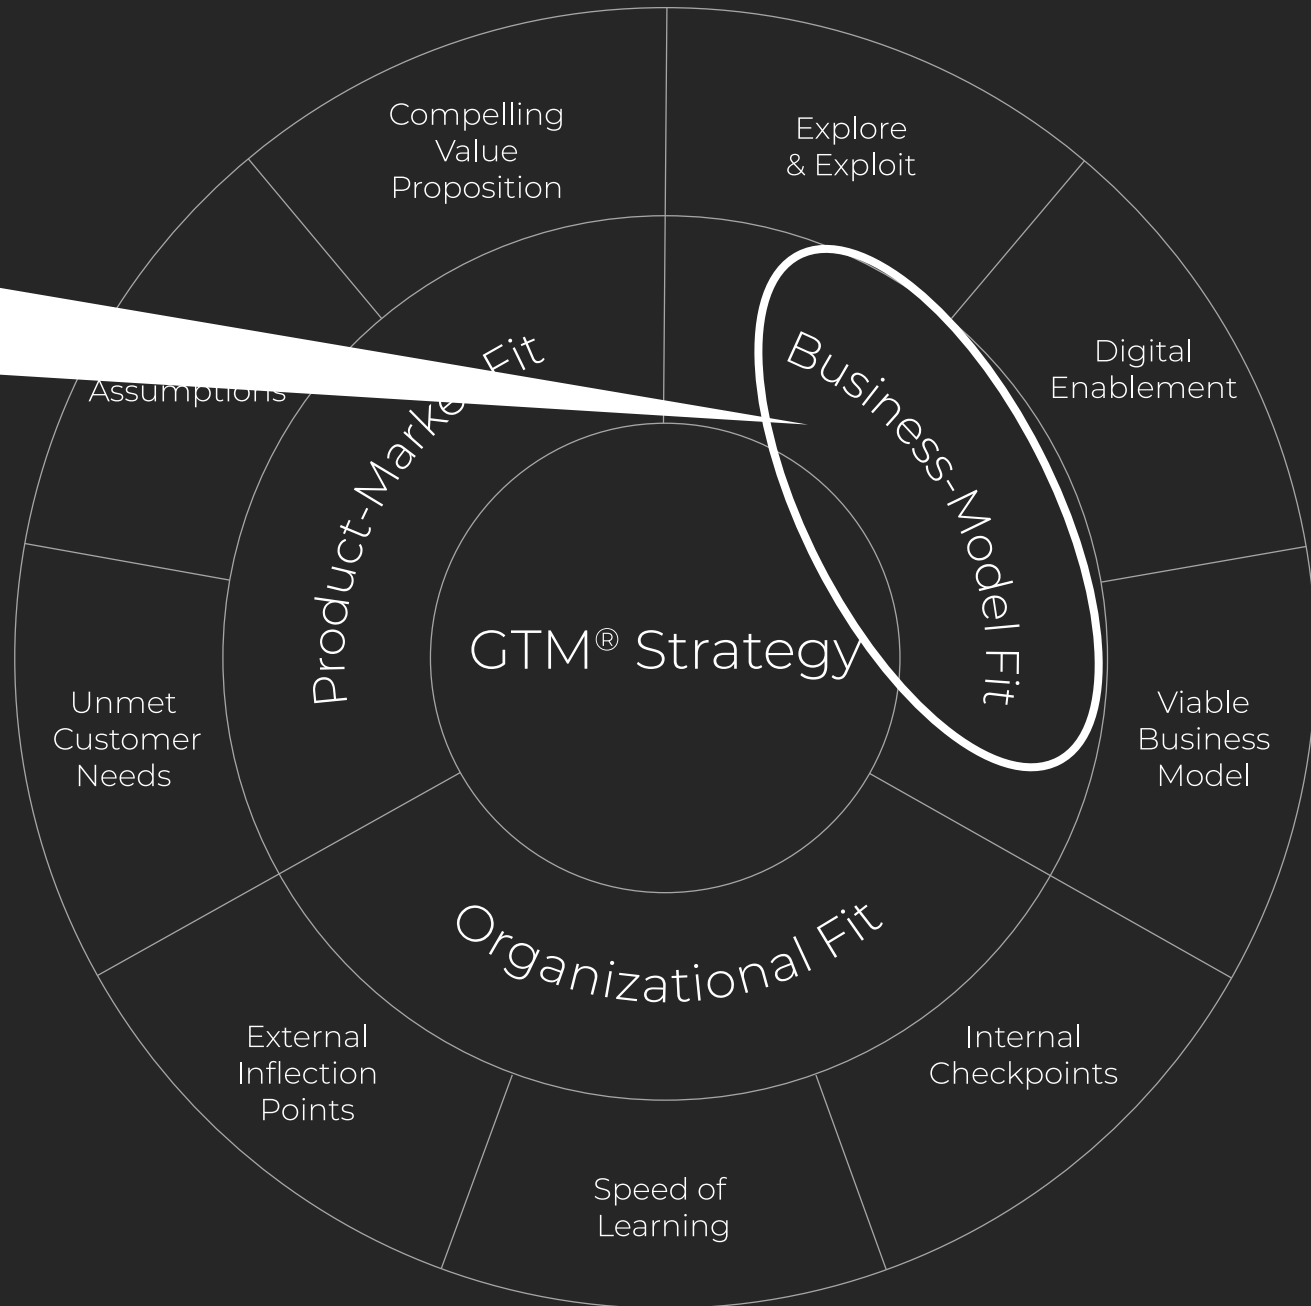 Compelling
Value
Proposition
Explore
& Exploit
Digital
Enablement
Assumptions
Product-Market Fit
Business-Model Fit
GTM® Strategy
Unmet
Customer
Needs
Viable
Business
Model
Organizational Fit
External
Inflection
Points
Internal
Checkpoints
Speed of
Learning